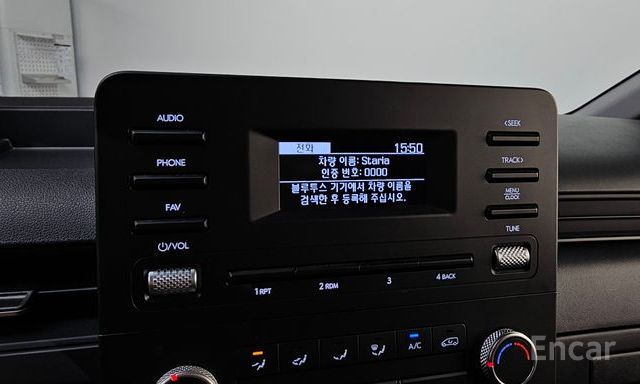 AUDIO
PHONE
FAV
/VOL
전화 15:50
차량 이름: Staria
인증 번호: 0000
블루투스 기기에서 차량 이름을
검색한 후 등록해 주십시오.
<SEEK
TRACK>
MENU
CLOCK
TUNE
1 RPT 2 RDM 3 4 BACK
A/C
Encar